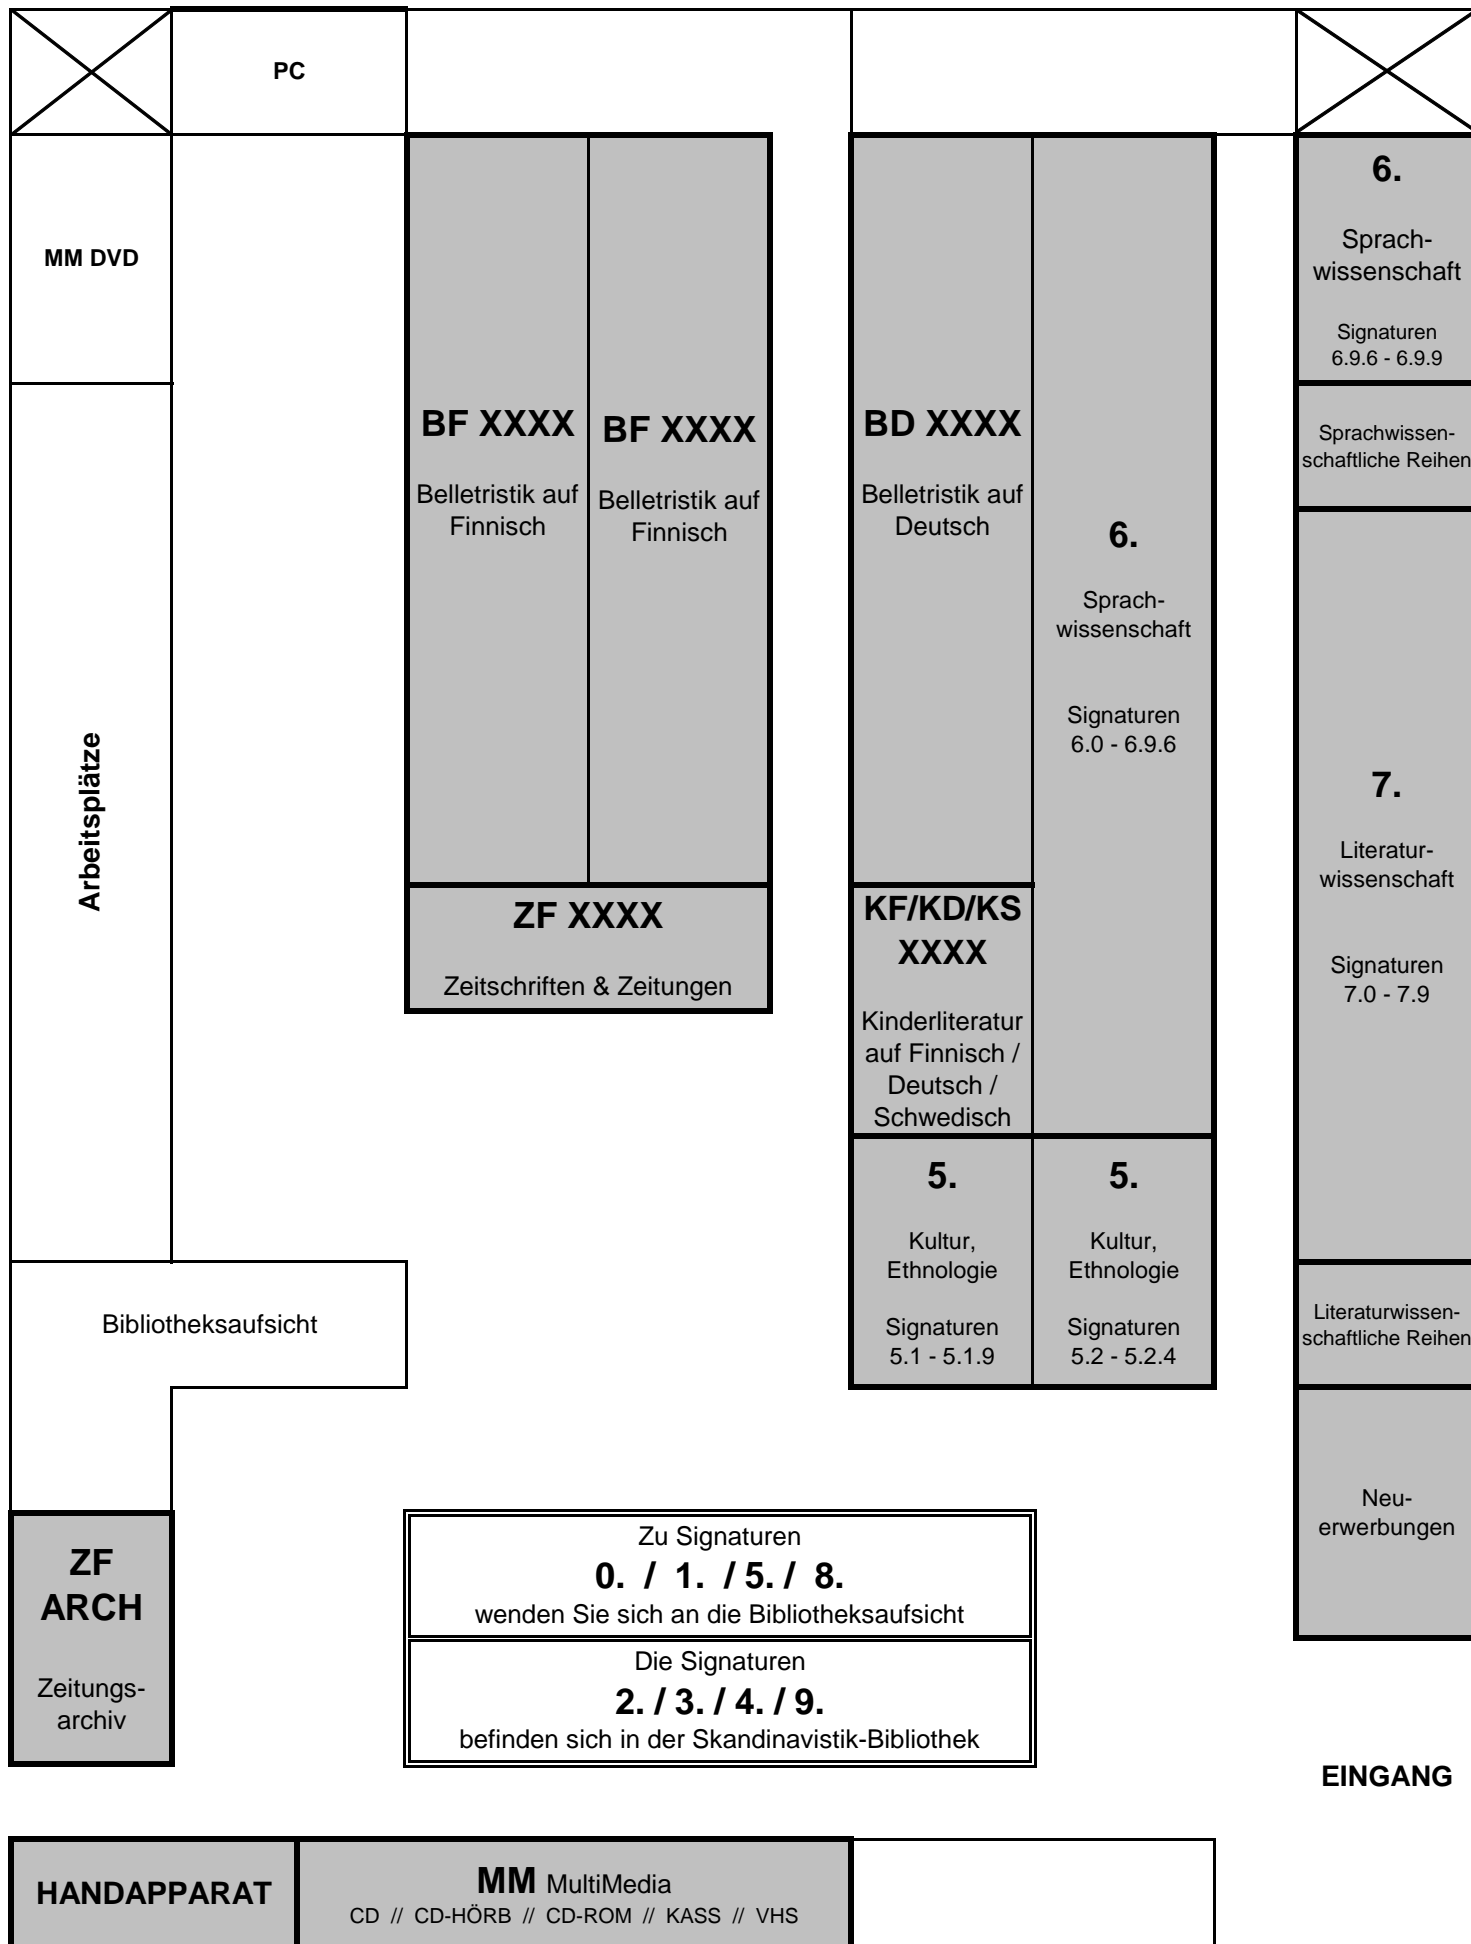 PC
MM DVD
Arbeitsplätze
BF XXXX
Belletristik auf
Finnisch
BF XXXX
Belletristik auf
Finnisch
ZF XXXX
Zeitschriften & Zeitungen
BD XXXX
Belletristik auf
Deutsch
KF/KD/KS
XXXX
Kinderliteratur
auf Finnisch /
Deutsch /
Schwedisch
6.
Sprach-
wissenschaft
Signaturen
6.0 - 6.9.6
5.
Kultur,
Ethnologie
Signaturen
5.1 - 5.1.9
5.
Kultur,
Ethnologie
Signaturen
5.2 - 5.2.4
6.
Sprach-
wissenschaft
Signaturen
6.9.6 - 6.9.9
Sprachwissen-
schaftliche Reihen
7.
Literatur-
wissenschaft
Signaturen
7.0 - 7.9
Literaturwissen-
schaftliche Reihen
Neu-
erwerbungen
Bibliotheksaufsicht
ZF
ARCH
Zeitungs-
archiv
Zu Signaturen
0. / 1. / 5. / 8.
wenden Sie sich an die Bibliotheksaufsicht
Die Signaturen
2. / 3. / 4. / 9.
befinden sich in der Skandinavistik-Bibliothek
EINGANG
HANDAPPARAT
MM MultiMedia
CD // CD-HÖRB // CD-ROM // KASS // VHS